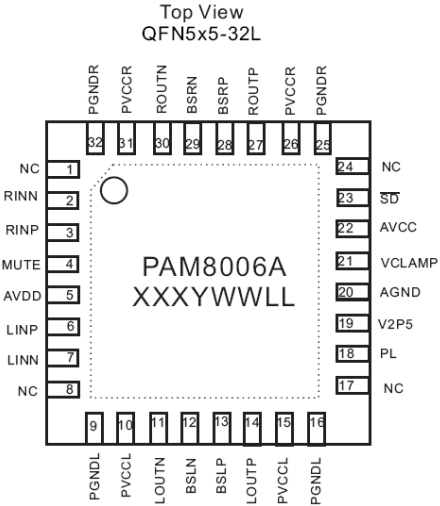 Top View
QFN5x5-32L
PGNDR PVCCR ROUTN BSRN BSRP ROUTP PVCCR PGNDR
32 31 30 29 28 27 26 25
NC 1 24 NC
RINN 2 23 SD
RINP 3 22 AVCC
MUTE 4 21 VCLAMP
AVDD 5 20 AGND
LINP 6 19 V2P5
LINN 7 18 PL
NC 8 17 NC
PAM8006A
XXXYWWLL
9 10 11 12 13 14 15 16
PGNDL PVCCL LOUTN BSLN BSLP LOUTP PVCCL PGNDL